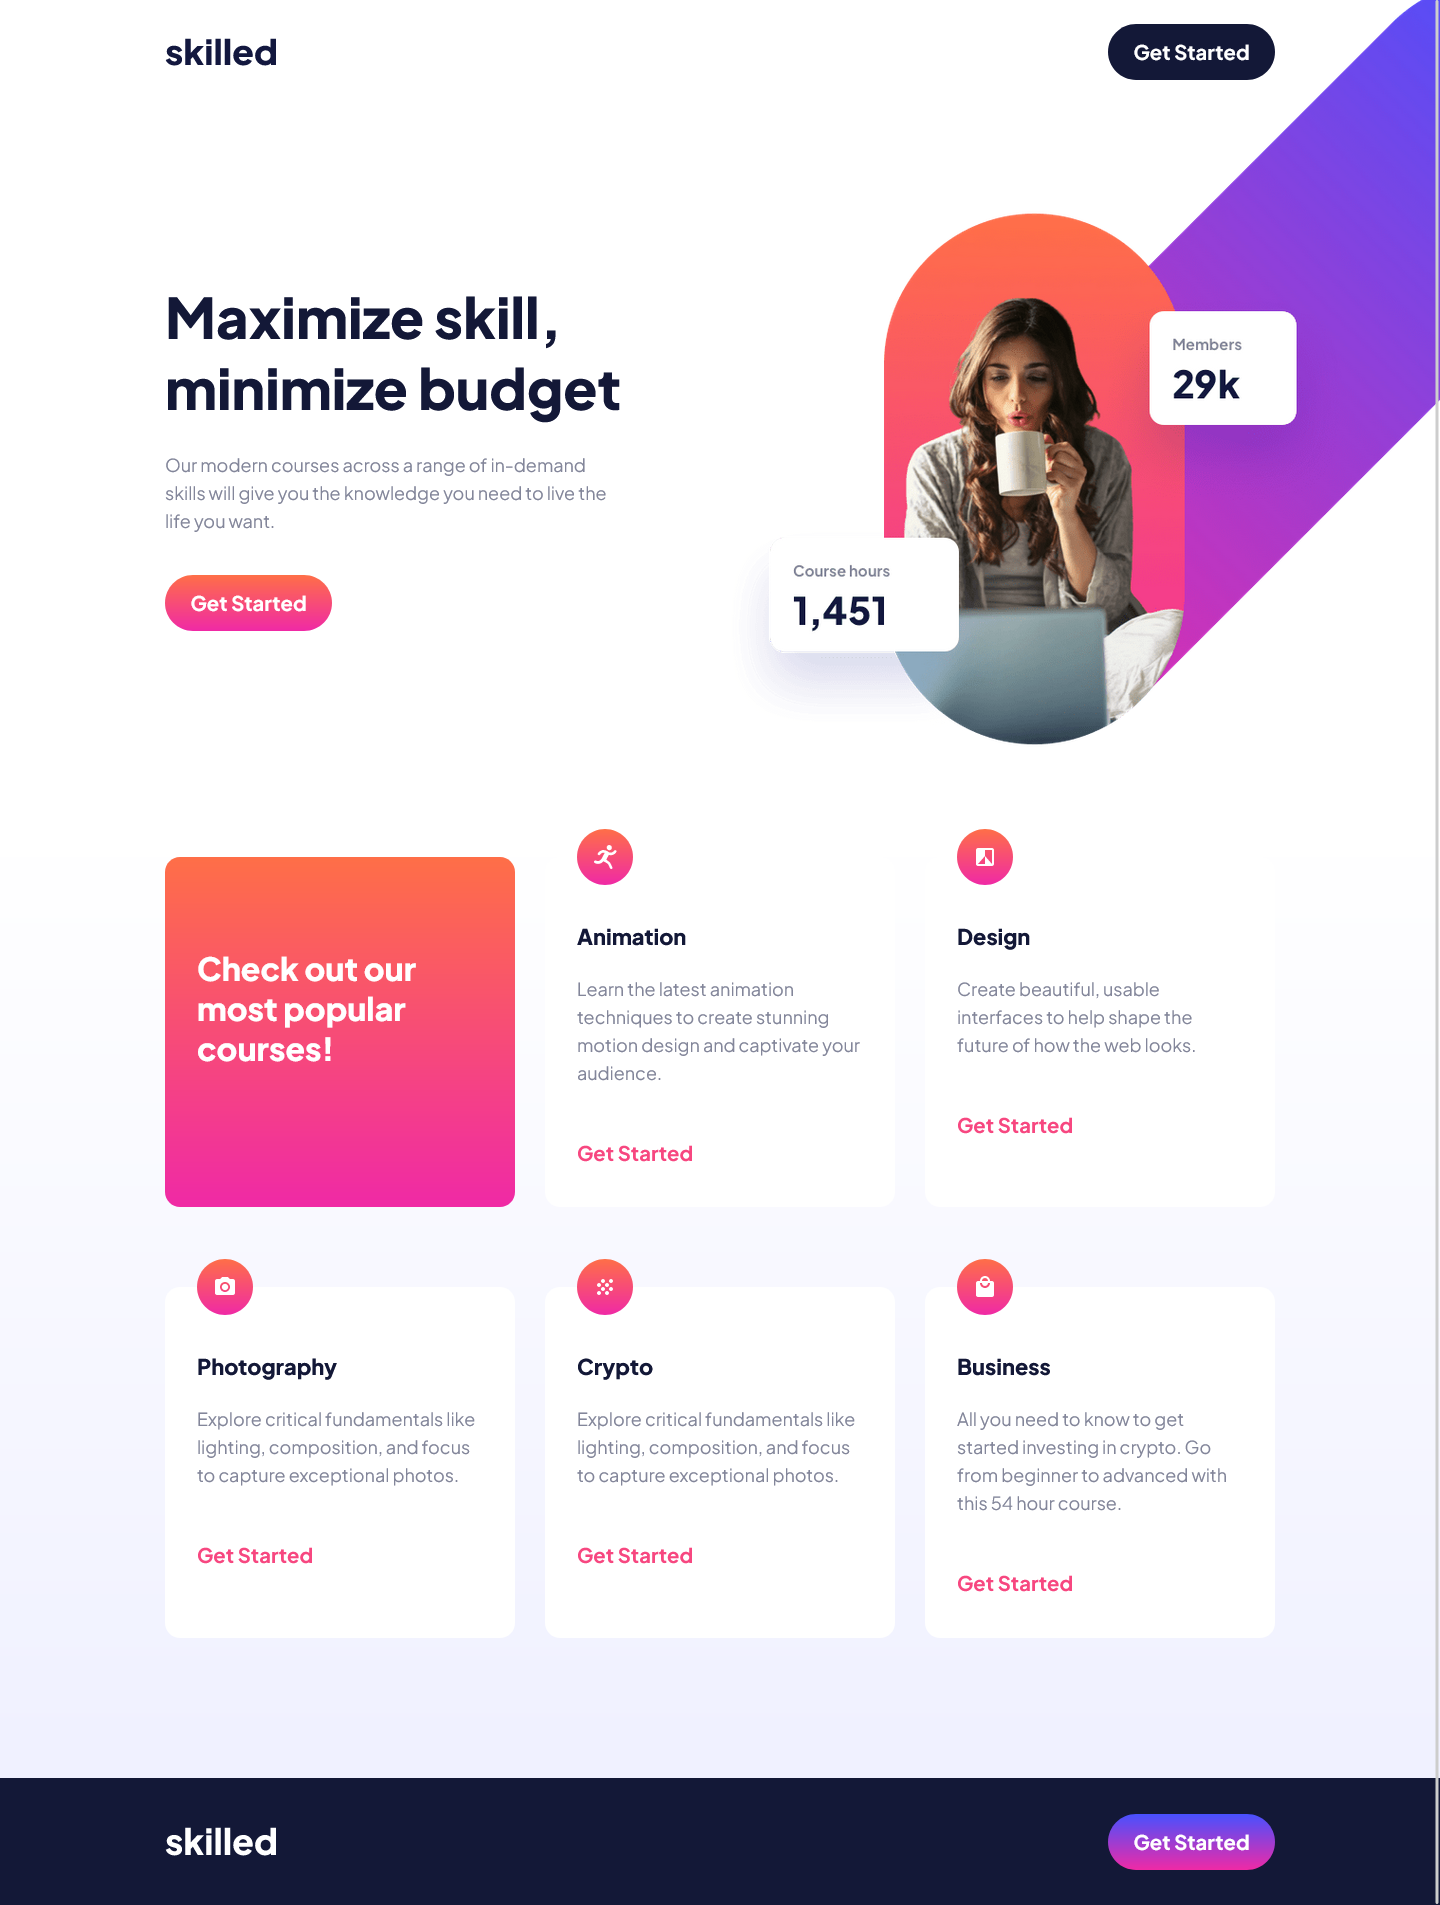 skilled
Get Started
Maximize skill,
minimize budget
Our modern courses across a range of in-demand
skills will give you the knowledge you need to live the
life you want.
Get Started
Members
29k
Course hours
1,451
Check out our
most popular
courses!
Animation
Learn the latest animation
techniques to create stunning
motion design and captivate your
audience.
Get Started
Design
Create beautiful, usable
interfaces to help shape the
future of how the web looks.
Get Started
Photography
Explore critical fundamentals like
lighting, composition, and focus
to capture exceptional photos.
Get Started
Crypto
Explore critical fundamentals like
lighting, composition, and focus
to capture exceptional photos.
Get Started
Business
All you need to know to get
started investing in crypto. Go
from beginner to advanced with
this 54 hour course.
Get Started
skilled
Get Started